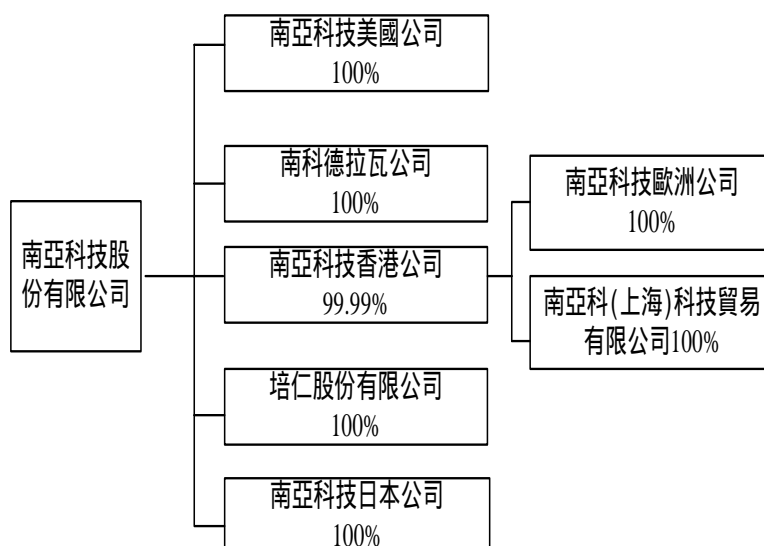 南亞科技股
份有限公司
南亞科技美國公司
100%
南科德拉瓦公司
100%
南亞科技香港公司
99.99%
培仁股份有限公司
100%
南亞科技日本公司
100%
南亞科技歐洲公司
100%
南亞科(上海)科技貿易
有限公司100%